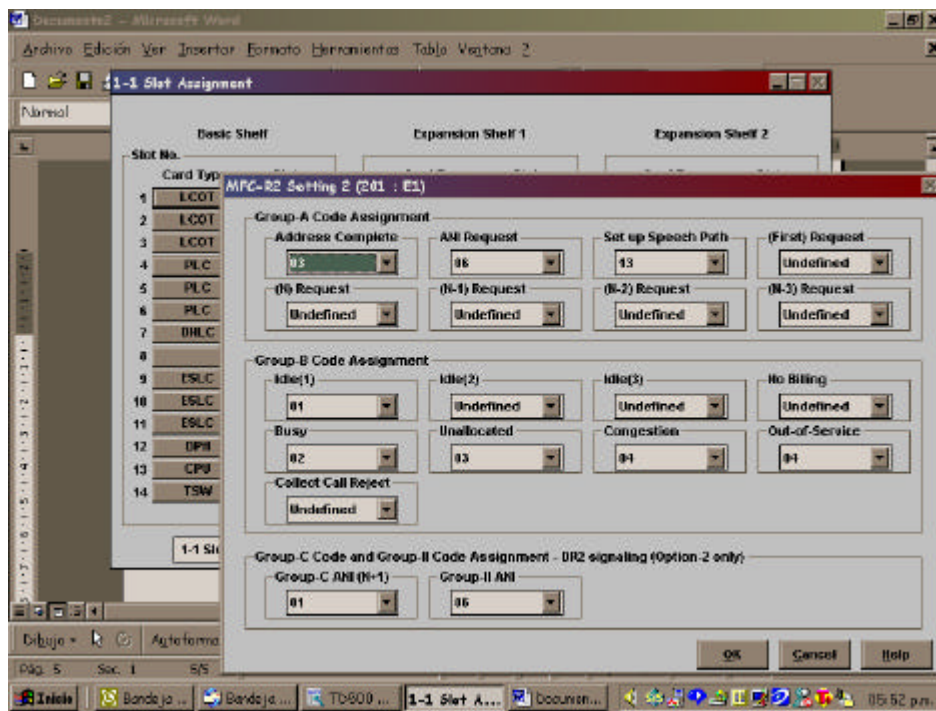 Documento2 - Microsoft Word
Archivo Edición Ver Insertar Formato Herramientas Tabla Ventana ?
Normal
1-1 Slot Assignment
Basic Shelf Expansion Shelf 1 Expansion Shelf 2
Slot No.
Card Typ
1 LCOT
2 LCOT
3 LCOT
4 PLC
5 PLC
6 PLC
7 DHLC
8
9 ESLC
10 ESLC
11 ESLC
12 OPH
13 CPU
14 TSW
1-1 Sl
MFC-R2 Setting 2 (201 : E1)
Group-A Code Assignment
Address Complete ANI Request Set up Speech Path (First) Request
03 06 13 Undefined
(N) Request (N-1) Request (N-2) Request (N-3) Request
Undefined Undefined Undefined Undefined
Group-B Code Assignment
Idle(1) Idle(2) Idle(3) No Billing
01 Undefined Undefined Undefined
Busy Unallocated Congestion Out-of-Service
02 03 04 04
Collect Call Reject
Undefined
Group-C Code and Group-II Code Assignment - DR2 signaling (Option-2 only)
Group-C ANI (N+1) Group-II ANI
01 06
OK Cancel Help
Dibujo Autoforma
Pág. 5 Sec. 1 5/5
Inicio Bandeja ... Bandeja ... TD500 ... 1-1 Slot A... Documen... 05:52 p.m.